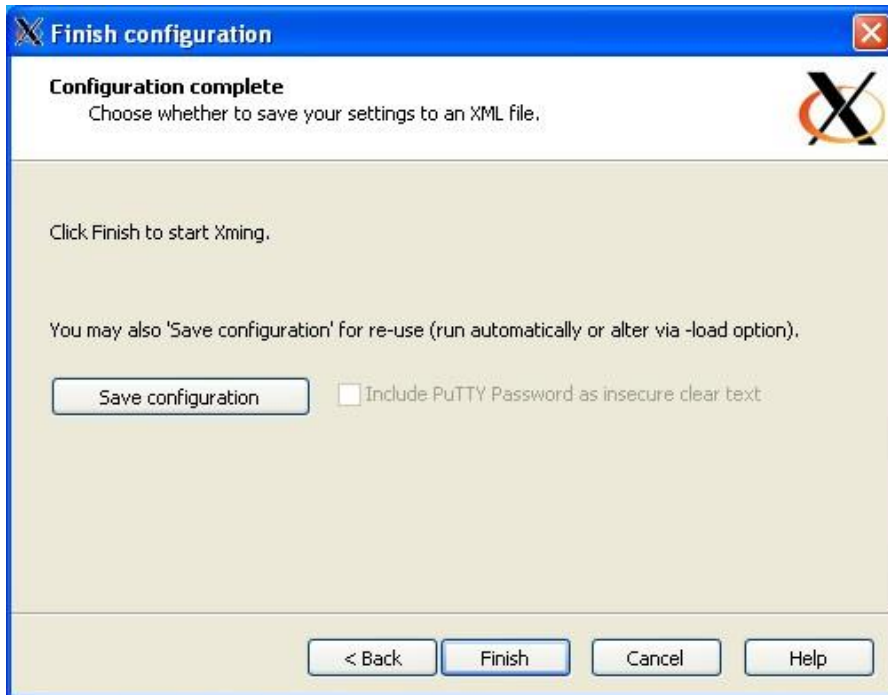 Finish configuration
Configuration complete
Choose whether to save your settings to an XML file.
Click Finish to start Xming.
You may also 'Save configuration' for re-use (run automatically or alter via -load option).
Save configuration
Include PuTTY Password as insecure clear text
< Back
Finish
Cancel
Help